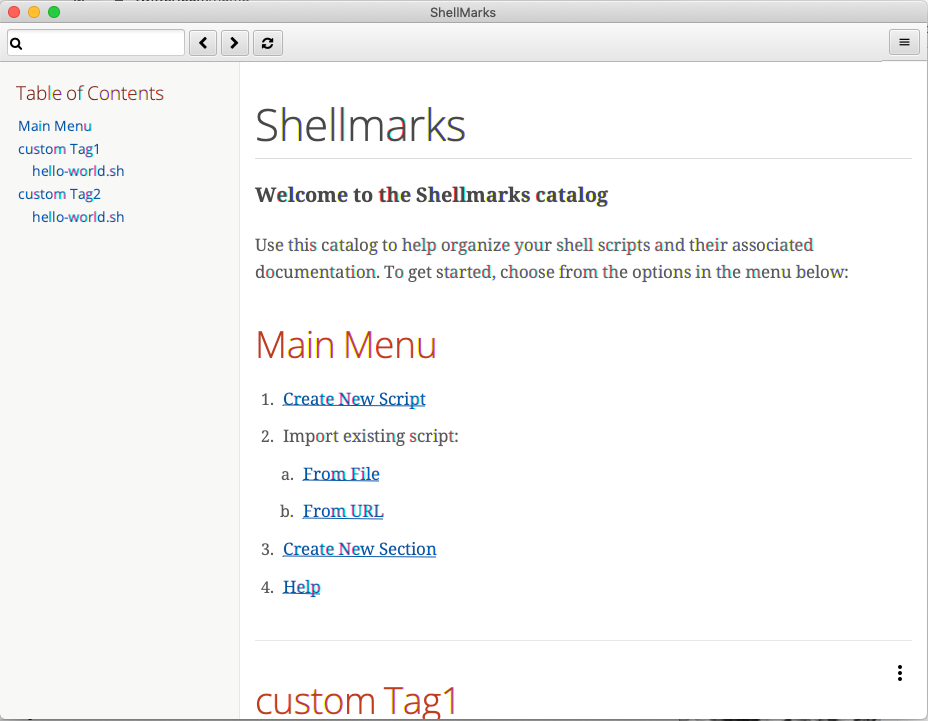 ShellMarks
Table of Contents
Main Menu
custom Tag1
hello-world.sh
custom Tag2
hello-world.sh
Shellmarks
Welcome to the Shellmarks catalog
Use this catalog to help organize your shell scripts and their associated
documentation. To get started, choose from the options in the menu below:
Main Menu
1. Create New Script
2. Import existing script:
a. From File
b. From URL
3. Create New Section
4. Help
custom Tag1